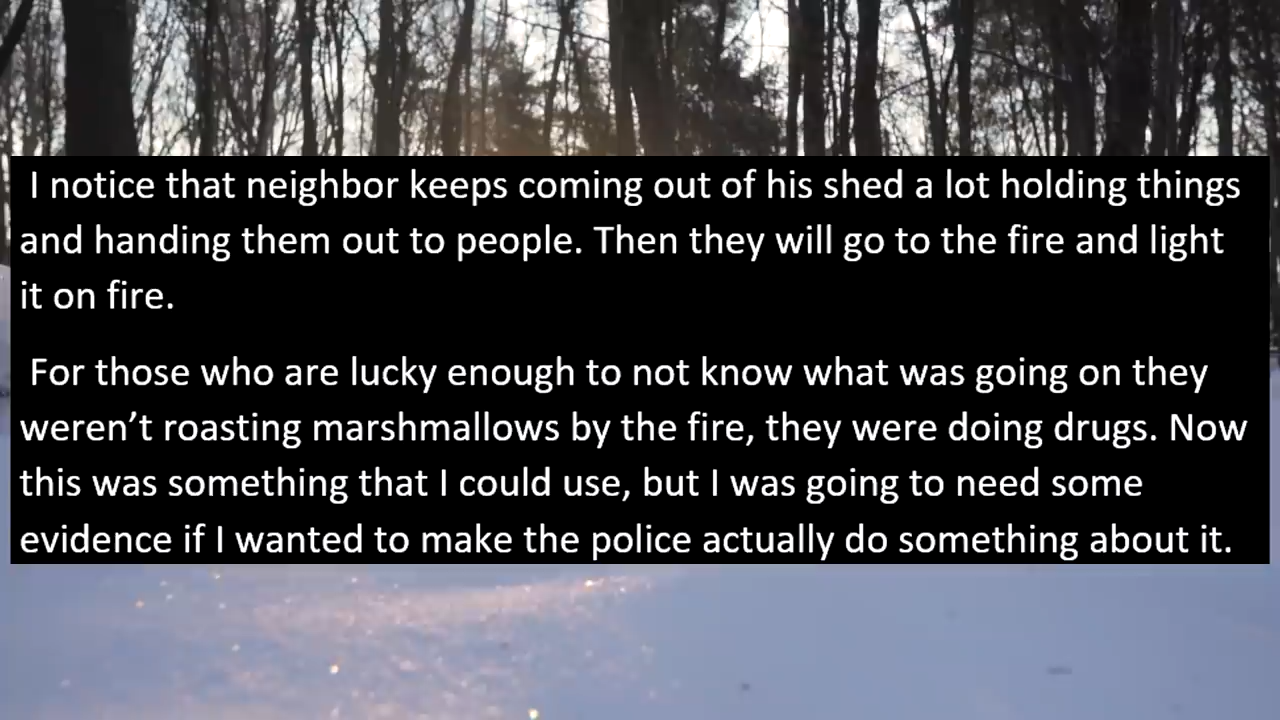 I notice that neighbor keeps coming out of his shed a lot holding things
and handing them out to people. Then they will go to the fire and light
it on fire.
For those who are lucky enough to not know what was going on they
weren’t roasting marshmallows by the fire, they were doing drugs. Now
this was something that I could use, but I was going to need some
evidence if I wanted to make the police actually do something about it.